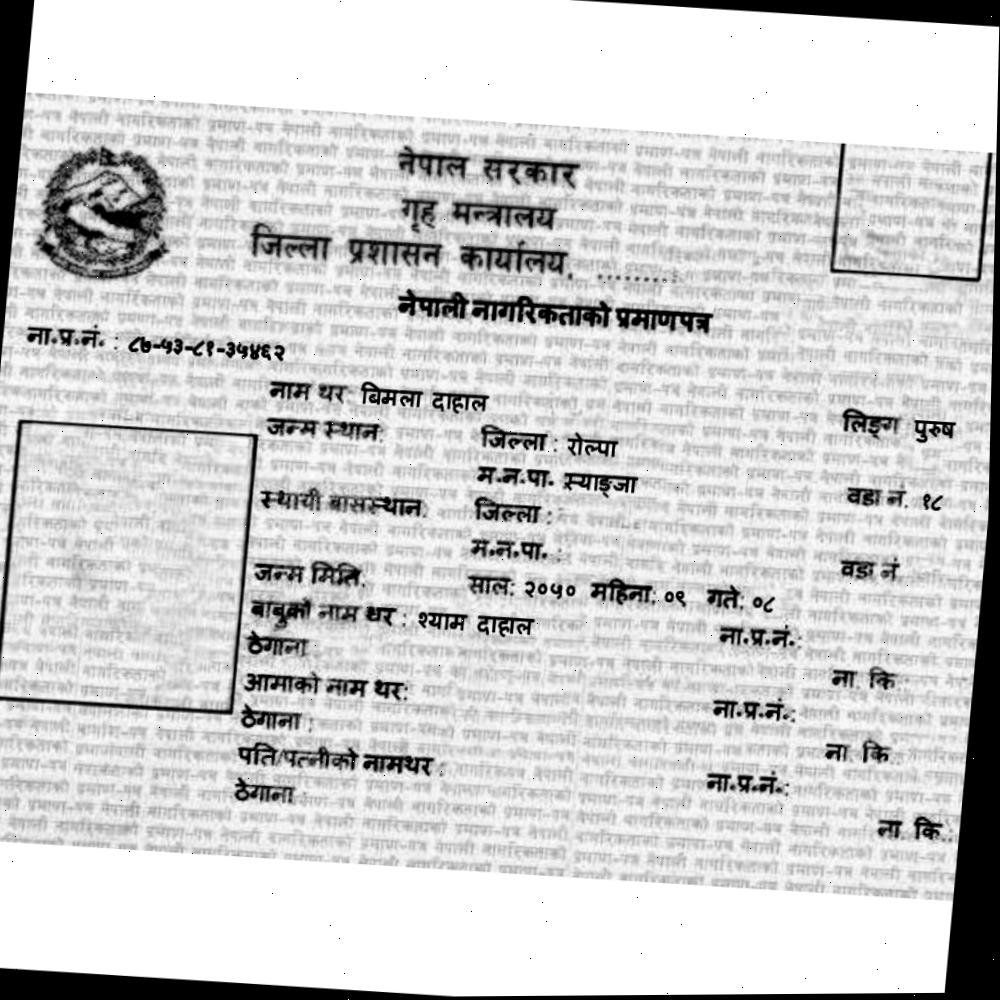 नेपाल सरकार
गृह मन्त्रालय
जिल्ला प्रशासन कार्यालय, .........
नेपाली नागरिकताको प्रमाणपत्र
ना.प्र.नं. : ८७-५३-८१-३५४६२
नाम थर: बिमला दाहाल लिङ्ग पुरुष
जन्म स्थान: जिल्ला : रोल्पा
म.न.पा. स्याङ्जा वडा नं. १८
स्थायी बासस्थान: जिल्ला :
म.न.पा. : वडा नं
जन्म मिति: साल: २०५० महिना: ०९ गते: ०८
बाबुको नाम थर : श्याम दाहाल ना.प्र.नं.:
ठेगाना : ना कि :
आमाको नाम थर: ना.प्र.नं.:
ठेगाना : ना कि :
पति/पत्नीको नामथर : ना.प्र.नं.:
ठेगाना : ना कि :